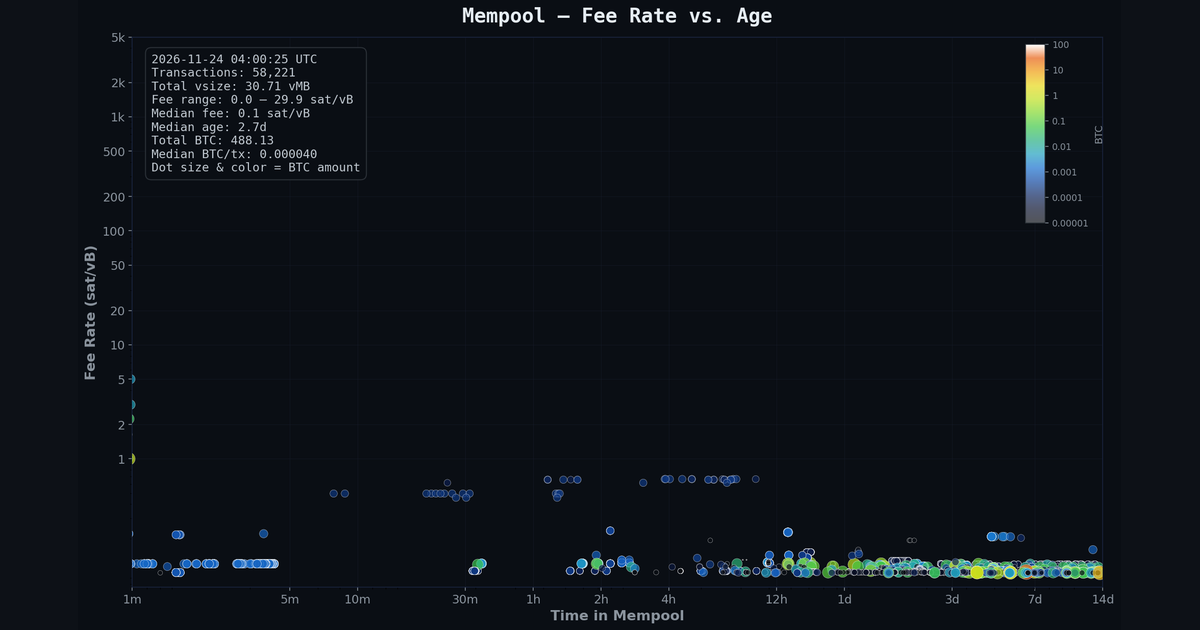 Mempool — Fee Rate vs. Age
2026-11-24 04:00:25 UTC
Transactions: 58,221
Total vsize: 30.71 vMB
Fee range: 0.0 — 29.9 sat/vB
Median fee: 0.1 sat/vB
Median age: 2.7d
Total BTC: 488.13
Median BTC/tx: 0.000040
Dot size & color = BTC amount
100
10
1
0.1
0.01
0.001
0.0001
0.00001
BTC
5k
2k
1k
500
200
100
50
20
10
5
2
1
Fee Rate (sat/vB)
1m
5m
10m
30m
1h
2h
4h
12h
1d
3d
7d
14d
Time in Mempool